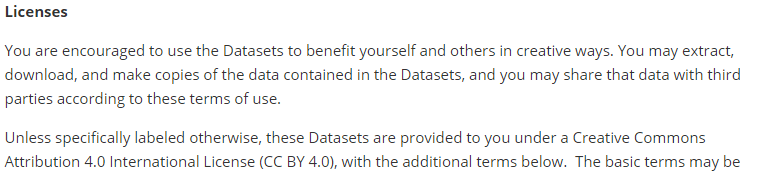 Licenses
You are encouraged to use the Datasets to benefit yourself and others in creative ways. You may extract,
download, and make copies of the data contained in the Datasets, and you may share that data with third
parties according to these terms of use.
Unless specifically labeled otherwise, these Datasets are provided to you under a Creative Commons
Attribution 4.0 International License (CC BY 4.0), with the additional terms below.  The basic terms may be